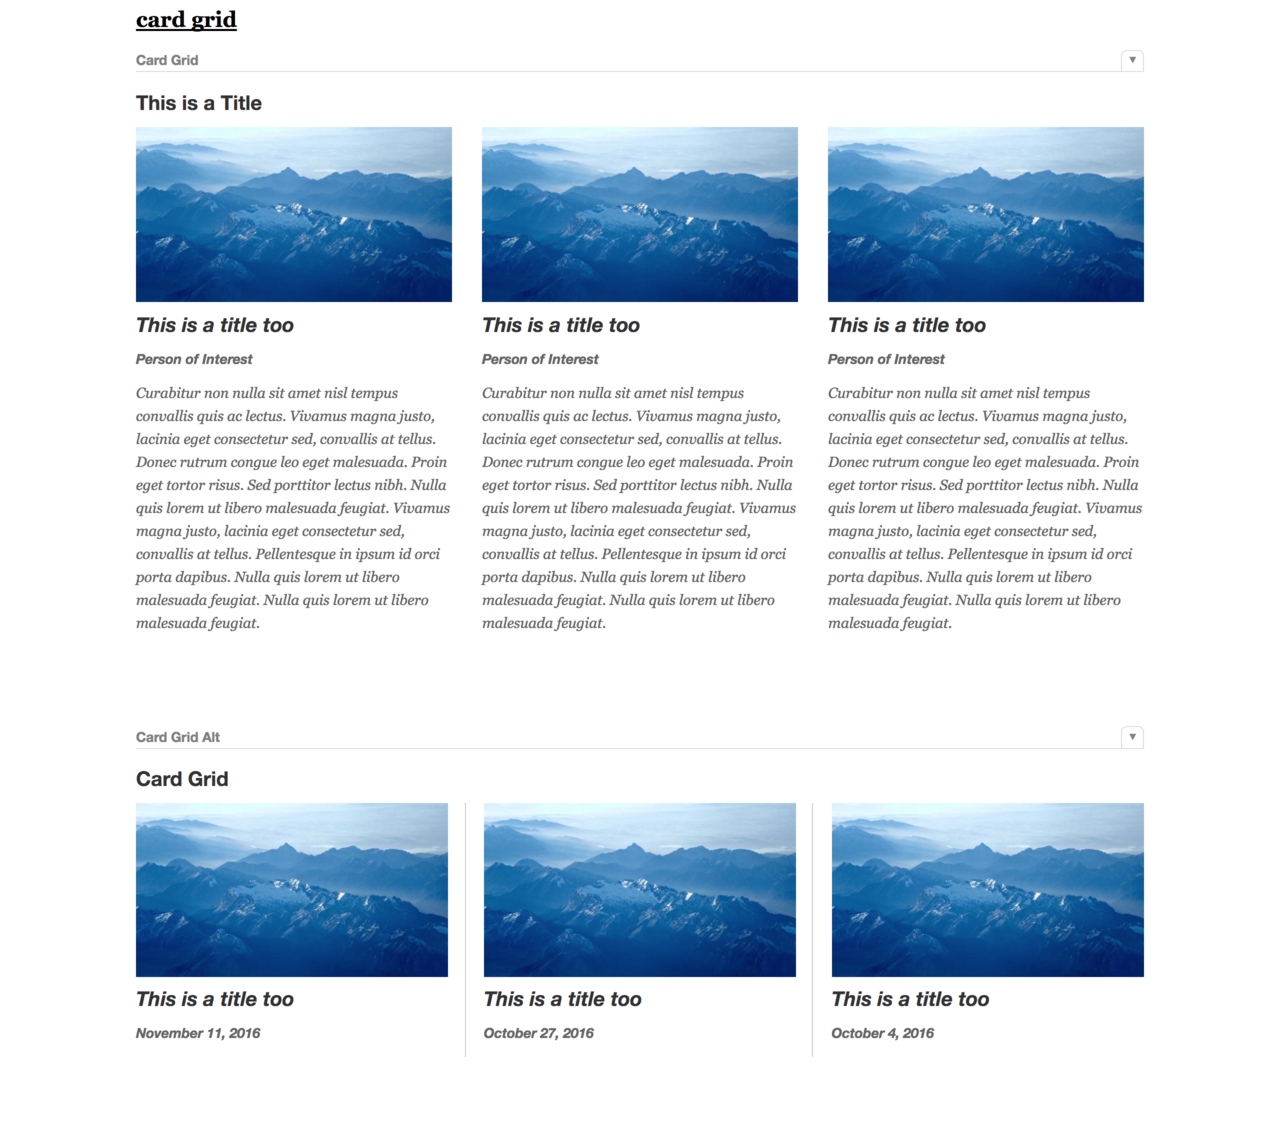 card grid
Card Grid
▼
This is a Title
This is a title too
Person of Interest
Curabitur non nulla sit amet nisl tempus
convallis quis ac lectus. Vivamus magna justo,
lacinia eget consectetur sed, convallis at tellus.
Donec rutrum congue leo eget malesuada. Proin
eget tortor risus. Sed porttitor lectus nibh. Nulla
quis lorem ut libero malesuada feugiat. Vivamus
magna justo, lacinia eget consectetur sed,
convallis at tellus. Pellentesque in ipsum id orci
porta dapibus. Nulla quis lorem ut libero
malesuada feugiat. Nulla quis lorem ut libero
malesuada feugiat.
This is a title too
Person of Interest
Curabitur non nulla sit amet nisl tempus
convallis quis ac lectus. Vivamus magna justo,
lacinia eget consectetur sed, convallis at tellus.
Donec rutrum congue leo eget malesuada. Proin
eget tortor risus. Sed porttitor lectus nibh. Nulla
quis lorem ut libero malesuada feugiat. Vivamus
magna justo, lacinia eget consectetur sed,
convallis at tellus. Pellentesque in ipsum id orci
porta dapibus. Nulla quis lorem ut libero
malesuada feugiat. Nulla quis lorem ut libero
malesuada feugiat.
This is a title too
Person of Interest
Curabitur non nulla sit amet nisl tempus
convallis quis ac lectus. Vivamus magna justo,
lacinia eget consectetur sed, convallis at tellus.
Donec rutrum congue leo eget malesuada. Proin
eget tortor risus. Sed porttitor lectus nibh. Nulla
quis lorem ut libero malesuada feugiat. Vivamus
magna justo, lacinia eget consectetur sed,
convallis at tellus. Pellentesque in ipsum id orci
porta dapibus. Nulla quis lorem ut libero
malesuada feugiat. Nulla quis lorem ut libero
malesuada feugiat.
Card Grid Alt
▼
Card Grid
This is a title too
November 11, 2016
This is a title too
October 27, 2016
This is a title too
October 4, 2016